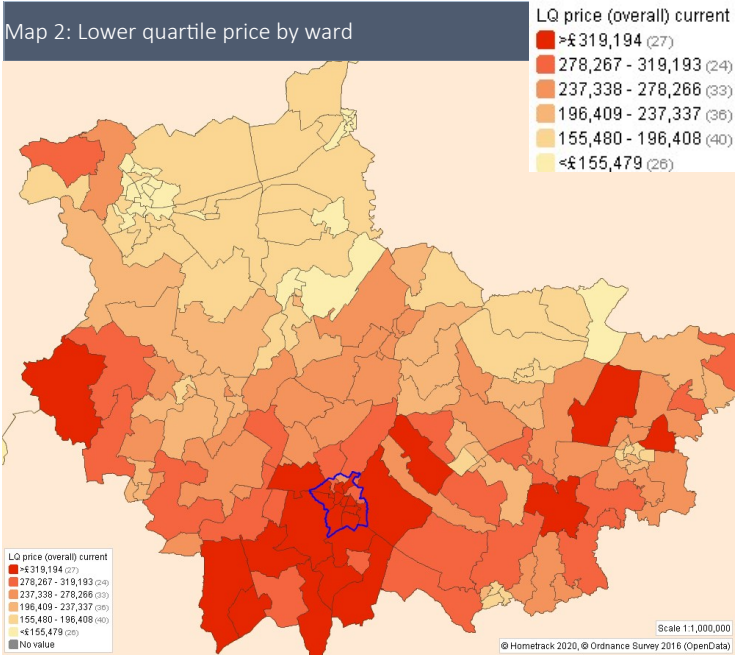 Map 2: Lower quartile price by ward
LQ price (overall) current
>£319,194 (27)
278,267 - 319,193 (24)
237,338 - 278,266 (33)
196,409 - 237,337 (36)
155,480 - 196,408 (40)
<£155,479 (26)
LQ price (overall) current
>£319,194 (27)
278,267 - 319,193 (24)
237,338 - 278,266 (33)
196,409 - 237,337 (36)
155,480 - 196,408 (40)
<£155,479 (26)
No value
Scale 1:1,000,000
© Hometrack 2020, © Ordnance Survey 2016 (OpenData)